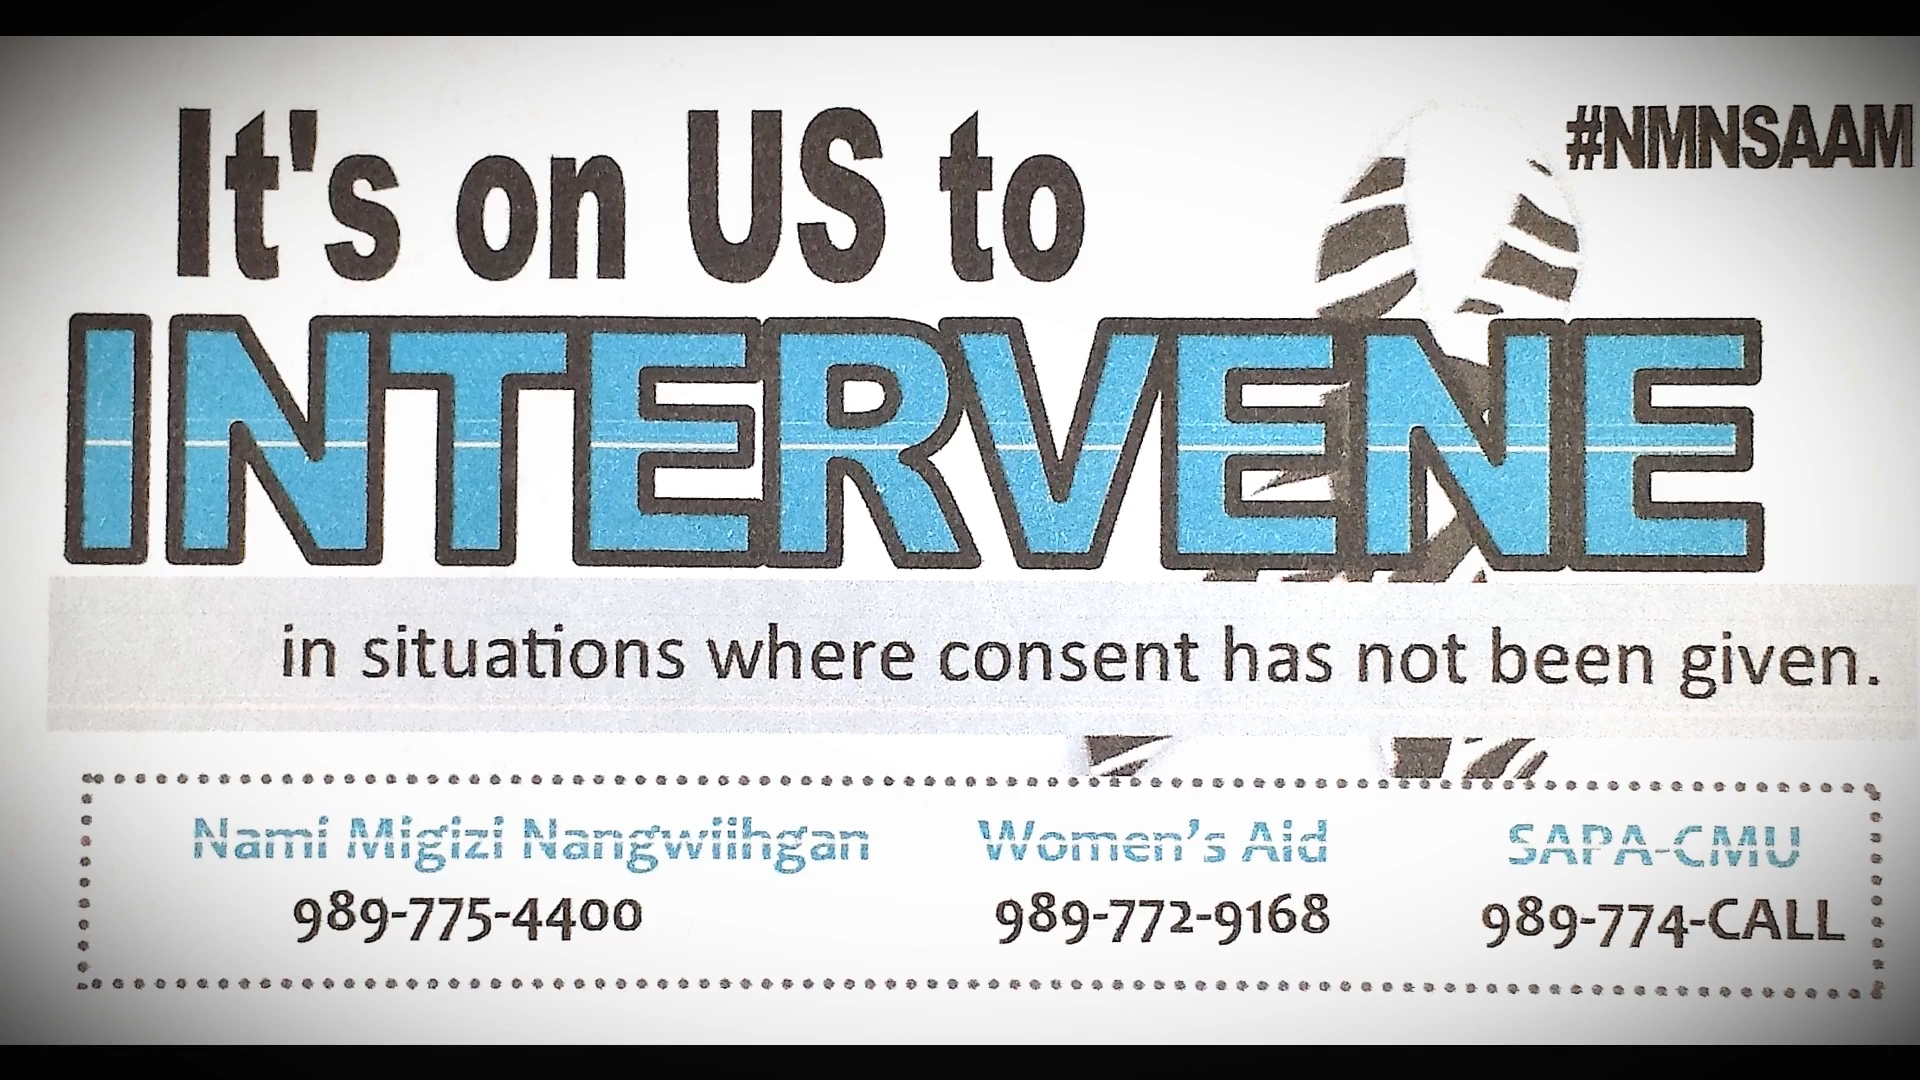 It's on US to
#NMNSAAM
INTERVENE
in situations where consent has not been given.
Nami Migizi Nangwiihgan
989-775-4400
Women's Aid
989-772-9168
SAPA-CMU
989-774-CALL